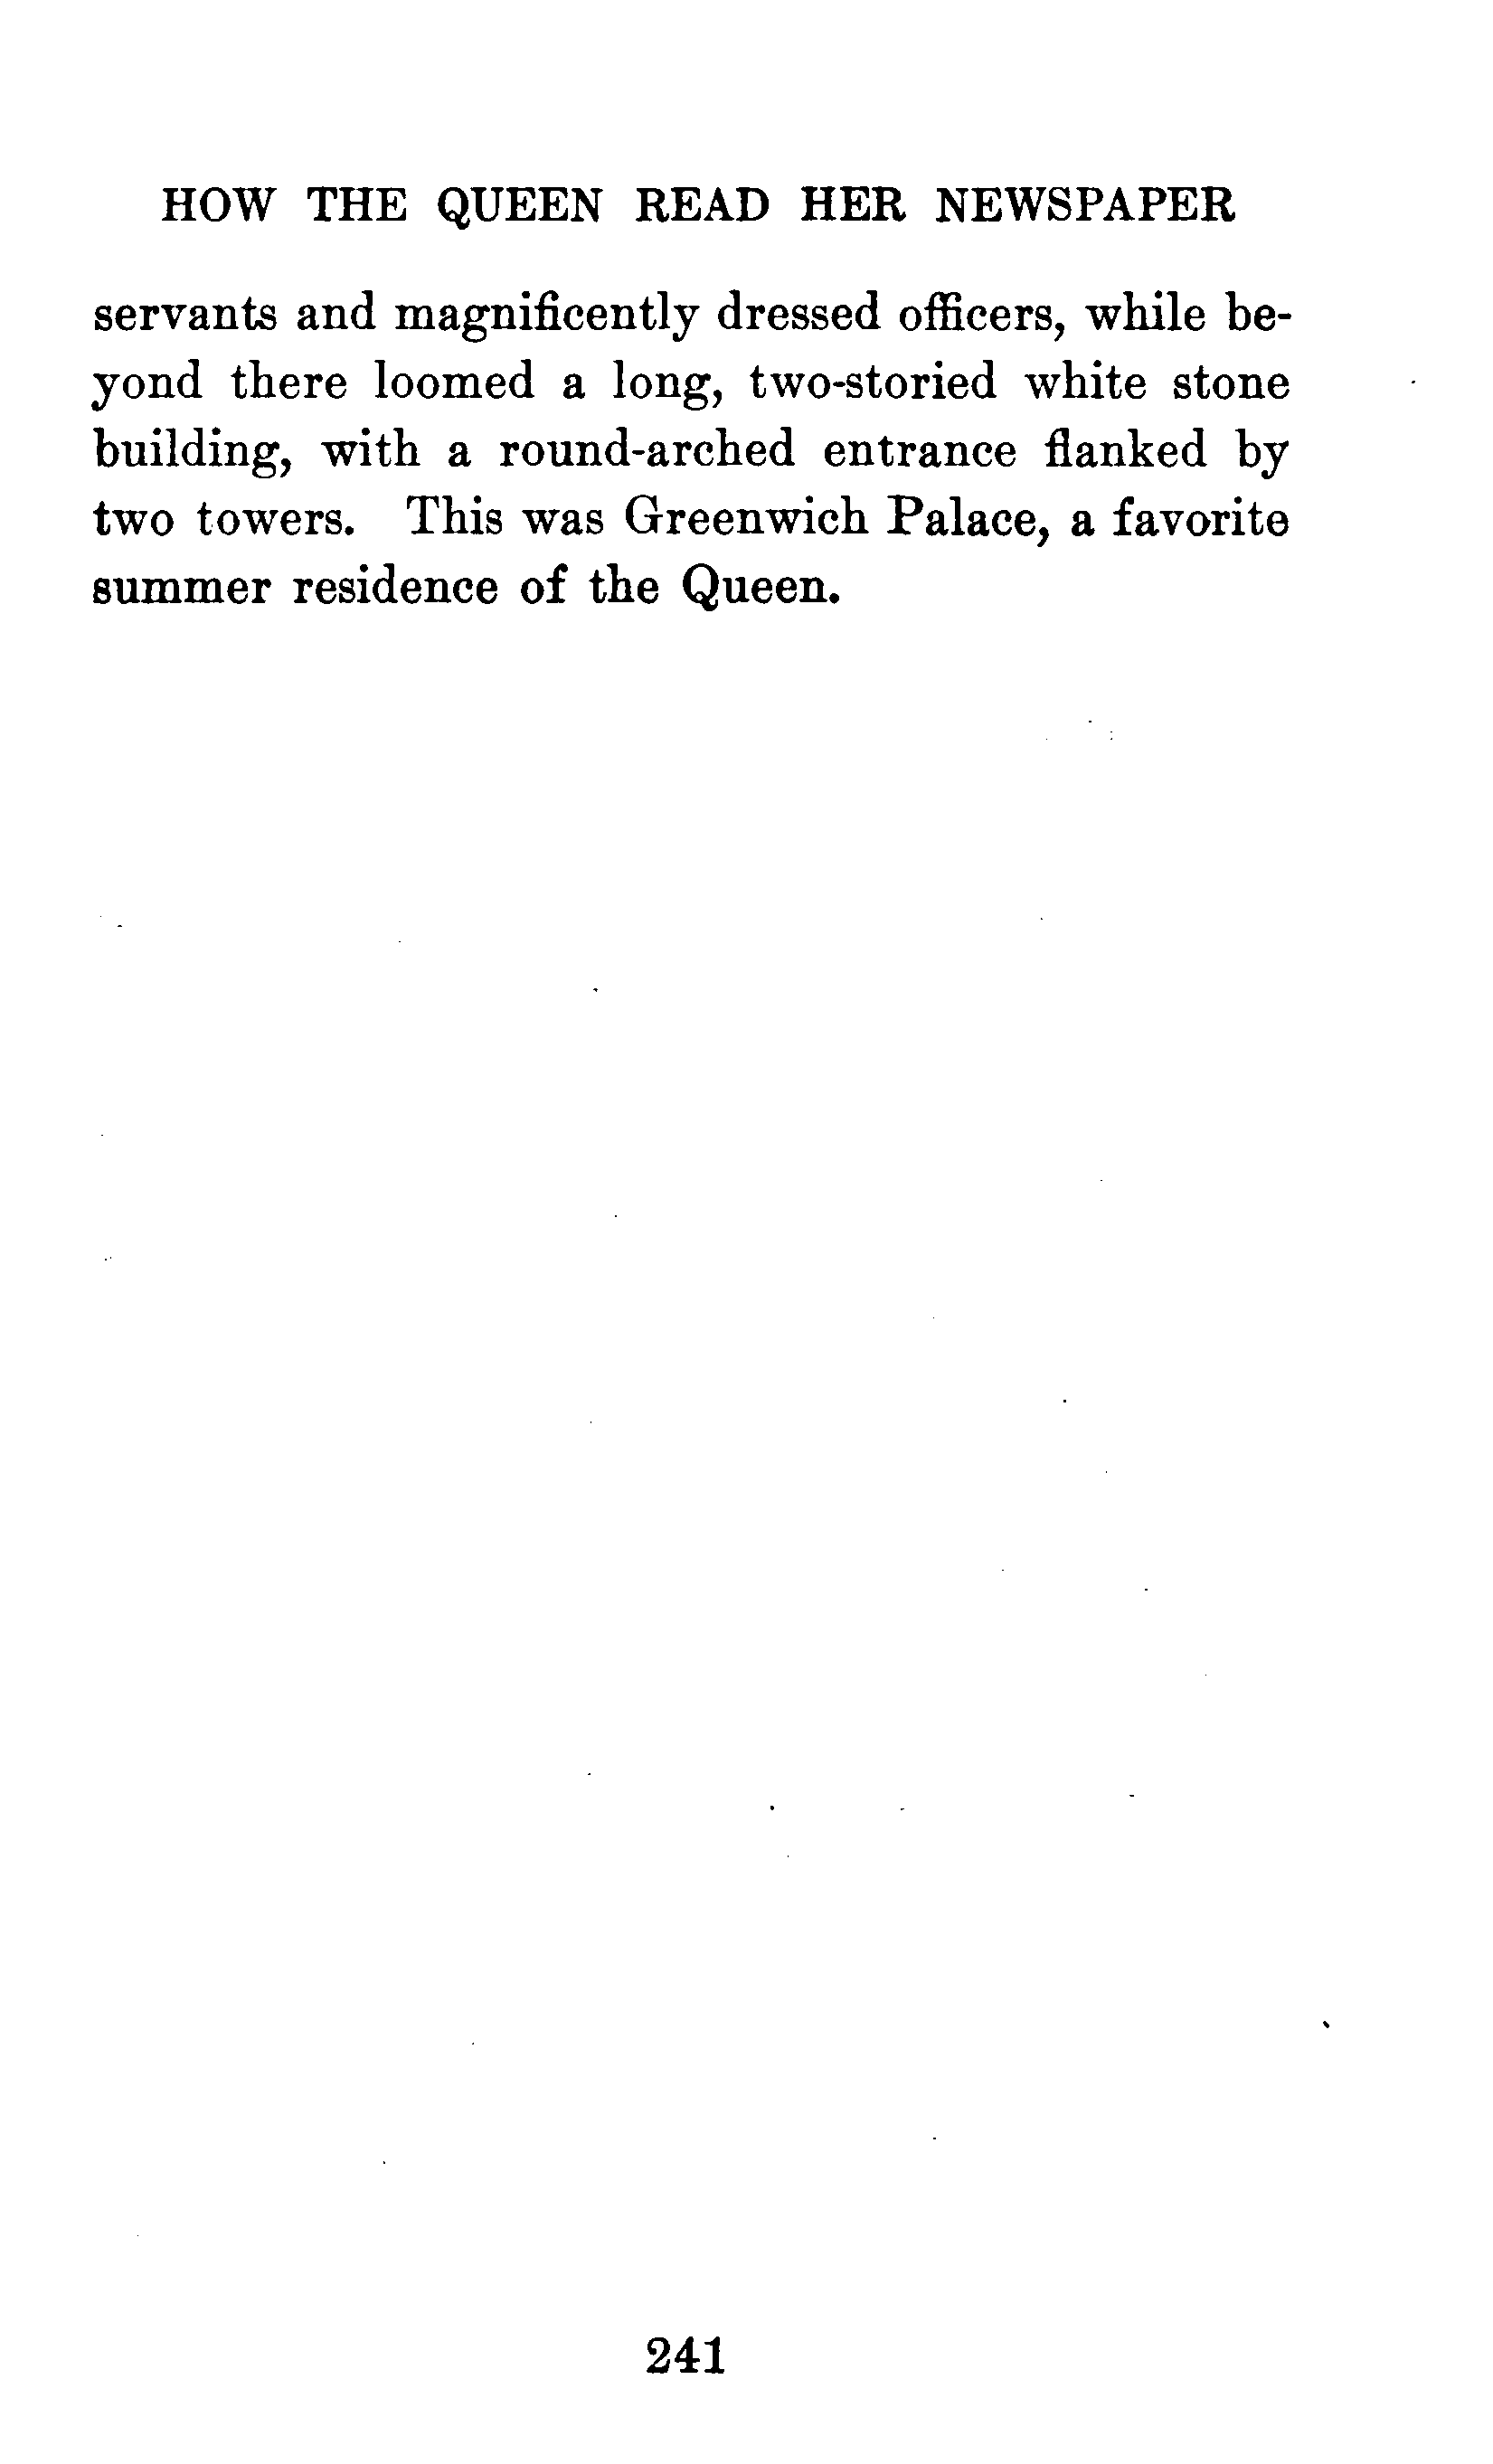 HOW THE QUEEN READ HER NEWSPAPER
servants and magnificently dressed officers, while be-
yond there loomed a long, two-storied white stone
building, with a round-arched entrance flanked by
two towers. This was Greenwich Palace, a favorite
summer residence of the Queen.
241